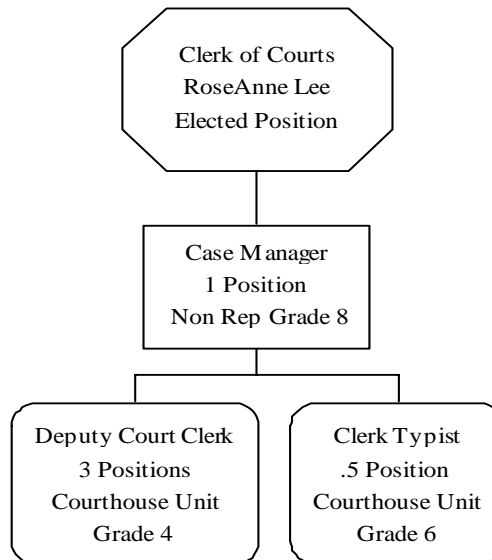 Clerk of Courts
RoseAnne Lee
Elected Position
Case Manager
1 Position
Non Rep Grade 8
Deputy Court Clerk
3 Positions
Courthouse Unit
Grade 4
Clerk Typist
.5 Position
Courthouse Unit
Grade 6